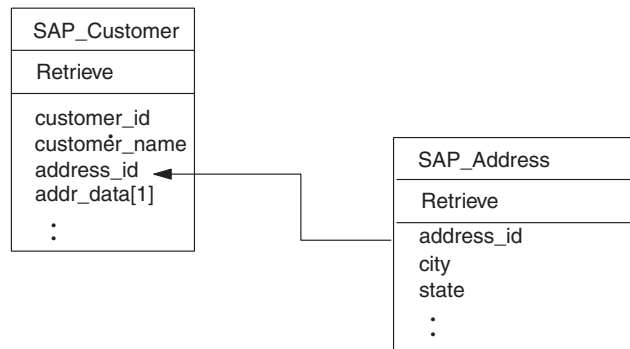 SAP_Customer
Retrieve
customer_id
customer_name
address_id
addr_data[1]
:
SAP_Address
Retrieve
address_id
city
state
: